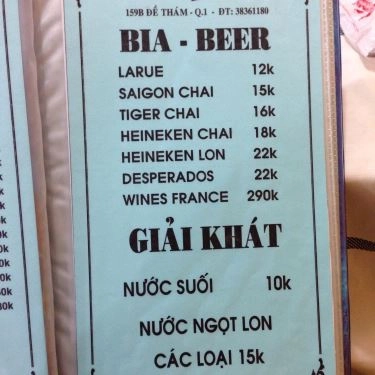 159B ĐỀ THÁM - Q.1 - ĐT: 38361180
BIA - BEER
LARUE 12k
SAIGON CHAI 15k
TIGER CHAI 16k
HEINEKEN CHAI 18k
HEINEKEN LON 22k
DESPERADOS 22k
WINES FRANCE 290k
GIẢI KHÁT
NƯỚC SUỐI 10k
NƯỚC NGỌT LON
CÁC LOẠI 15k